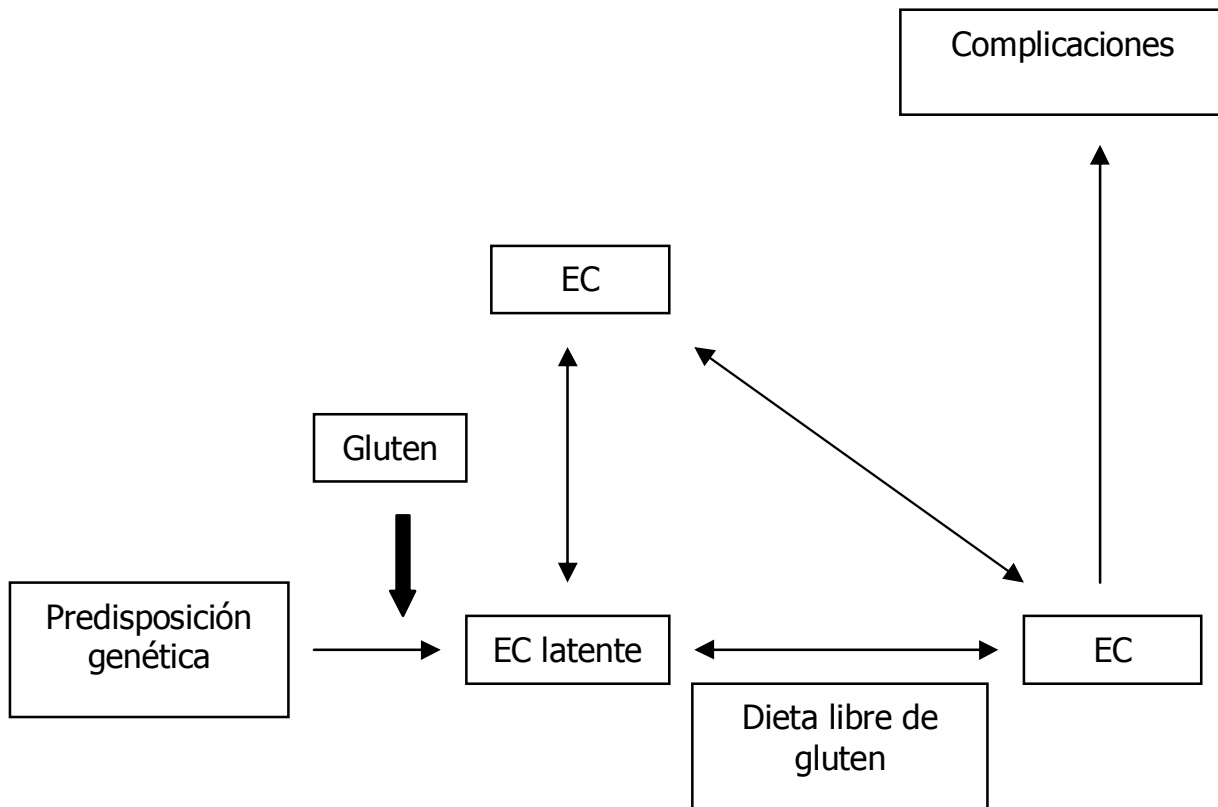 Complicaciones
EC
Gluten
Predisposición
genética
EC latente
EC
Dieta libre de
gluten